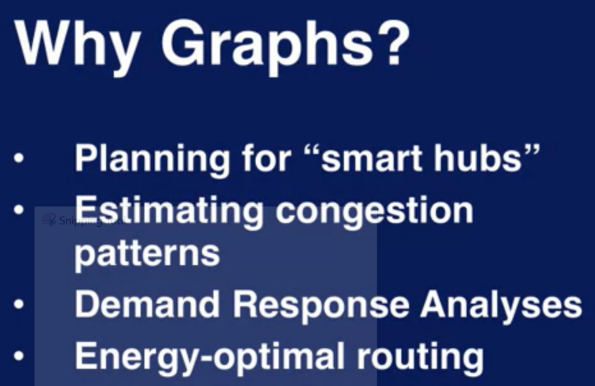 Why Graphs?
• Planning for “smart hubs”
• Estimating congestion
patterns
• Demand Response Analyses
• Energy-optimal routing